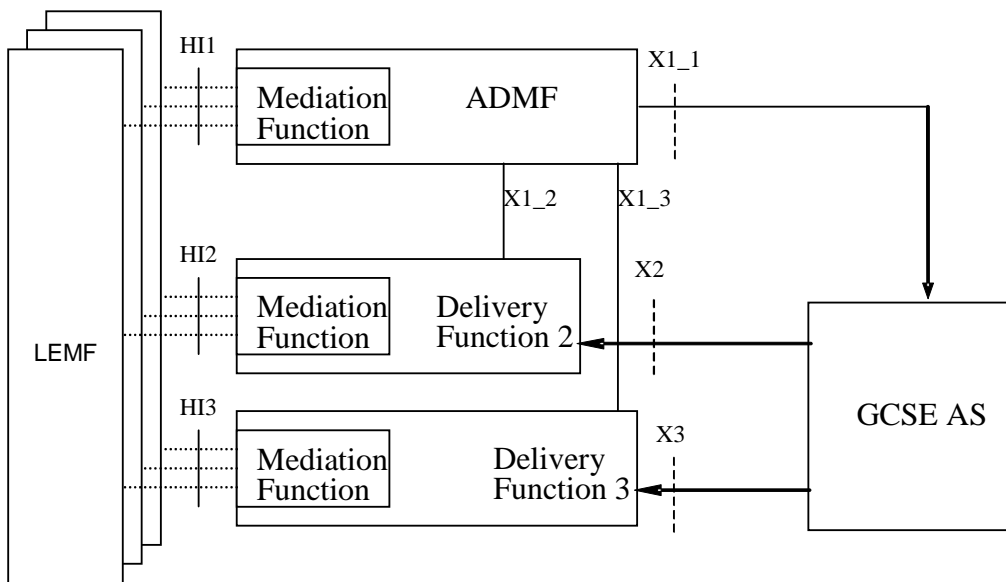 HI1
X1_1
Mediation
Function
ADMF
X1_2
X1_3
HI2
X2
Mediation
Function
Delivery
Function 2
LEMF
GCSE AS
HI3
X3
Mediation
Function
Delivery
Function 3